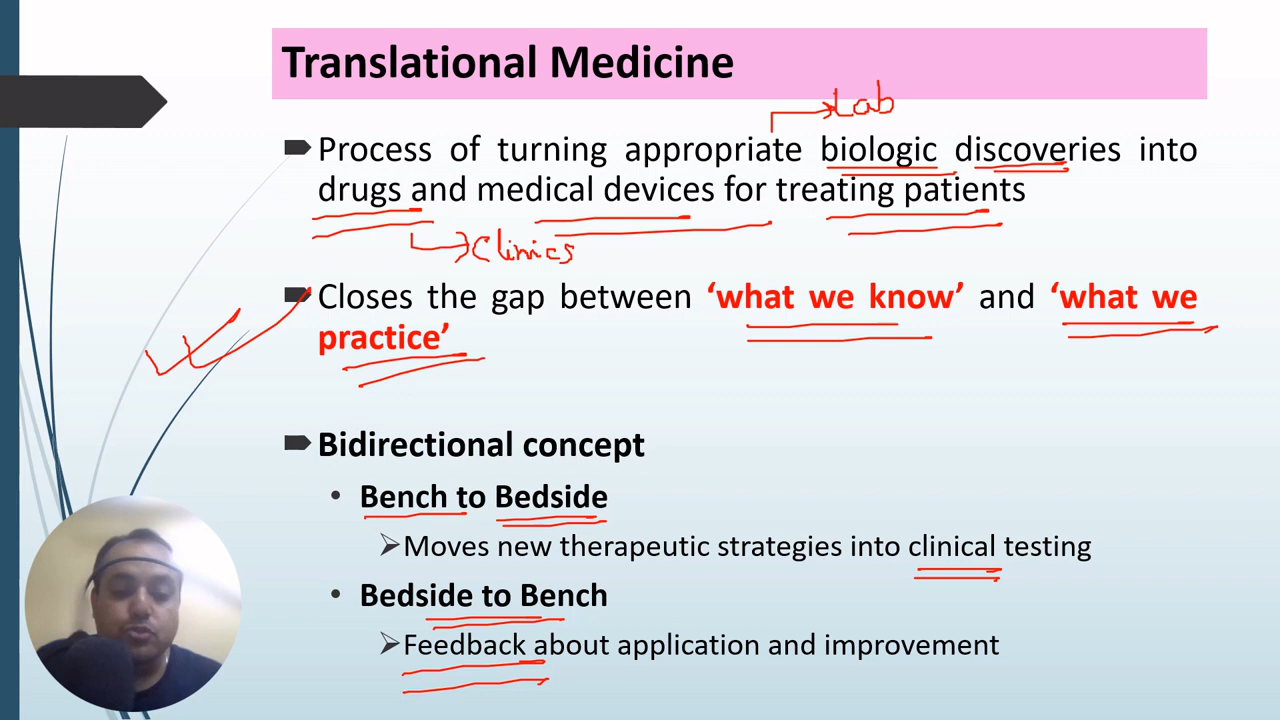 Translational Medicine
Lab
Process of turning appropriate biologic discoveries into
drugs and medical devices for treating patients
Clinics
Closes the gap between ‘what we know’ and ‘what we
practice’
Bidirectional concept
• Bench to Bedside
Moves new therapeutic strategies into clinical testing
• Bedside to Bench
Feedback about application and improvement